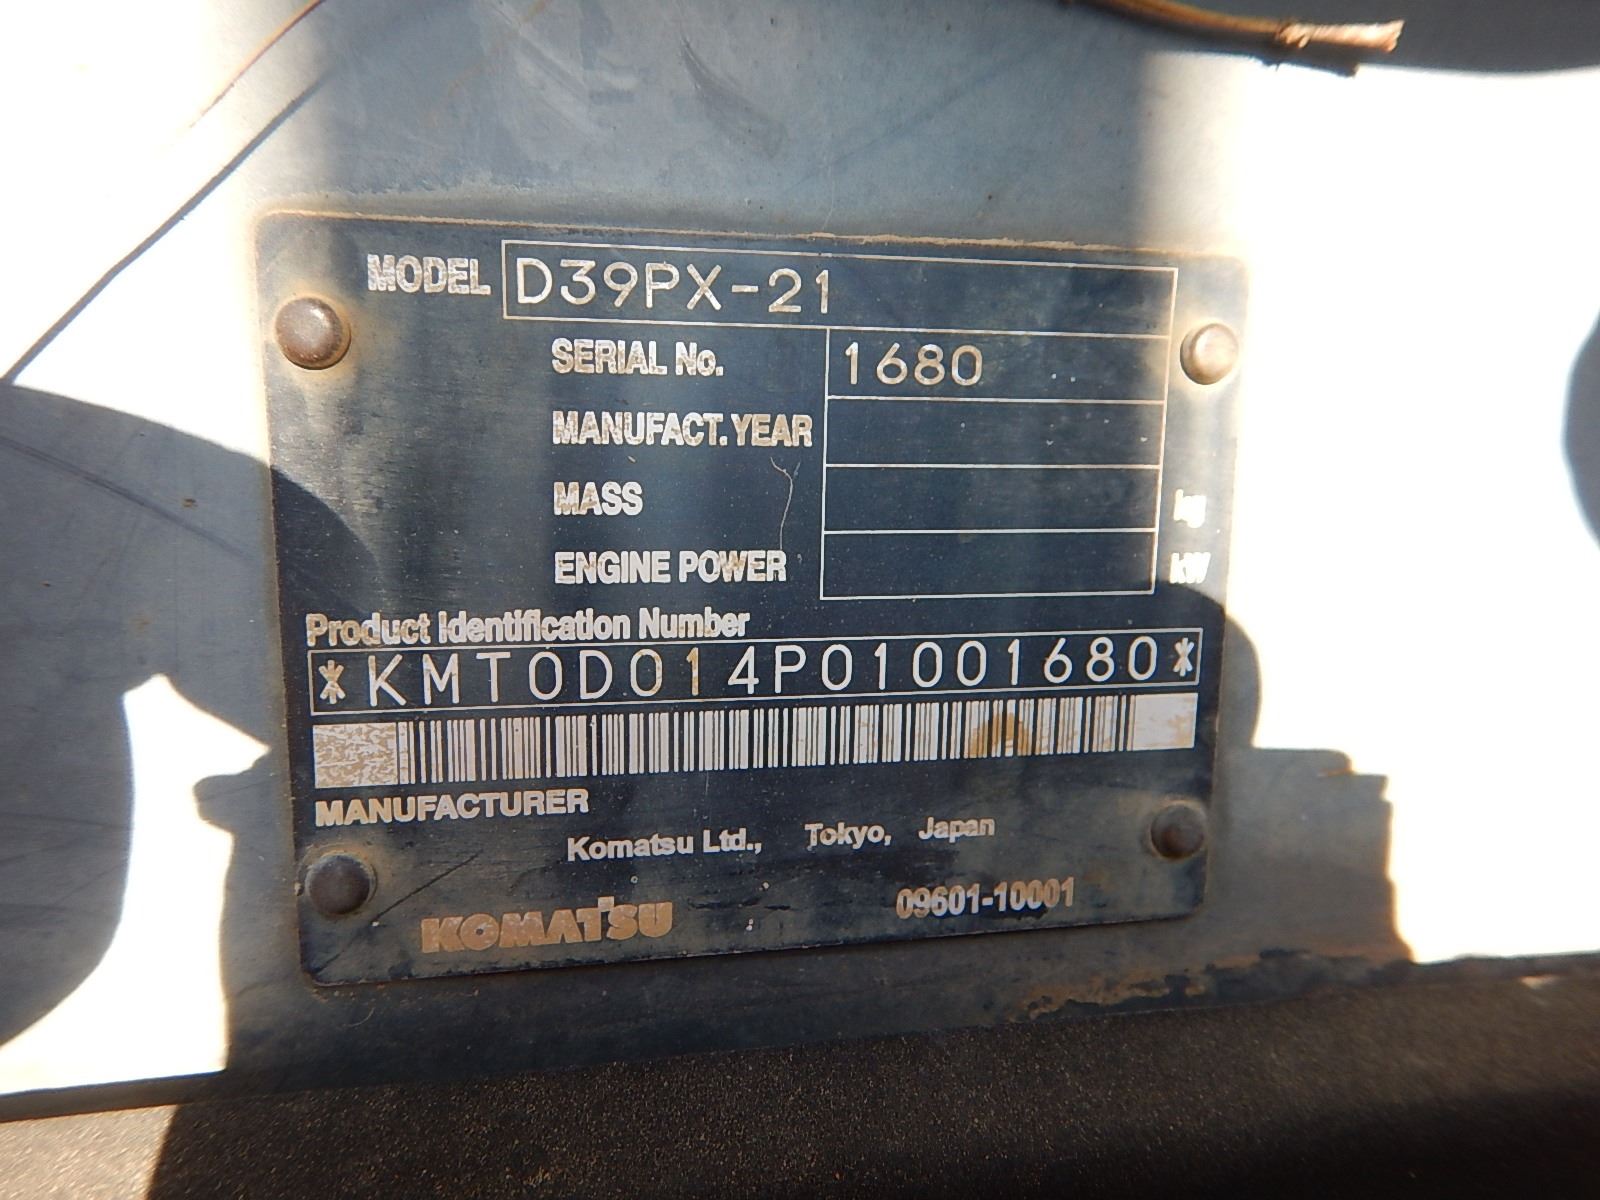 MODEL D39PX-21
SERIAL No. 1680
MANUFACT. YEAR
MASS kg
ENGINE POWER kW
Product Identification Number
*KMT0D014P01001680*
MANUFACTURER
Komatsu Ltd., Tokyo, Japan
KOMATSU 09601-10001